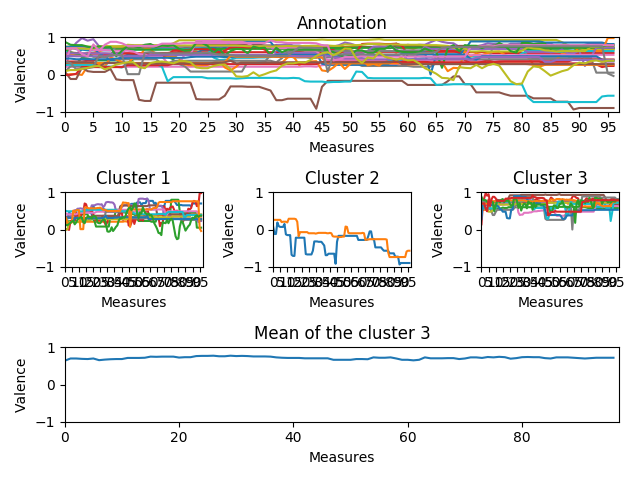 Annotation
1
0
−1
Valence
0 5 10 15 20 25 30 35 40 45 50 55 60 65 70 75 80 85 90 95
Measures
Cluster 1 Cluster 2 Cluster 3
1 1 1
0 0 0
−1 −1 −1
Valence Valence Valence
Measures Measures Measures
Mean of the cluster 3
1
0
−1
Valence
0 20 40 60 80
Measures